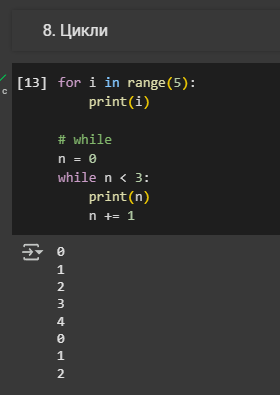 8. Цикли
[13] for i in range(5):
    print(i)
# while
n = 0
while n < 3:
    print(n)
    n += 1
c
0
1
2
3
4
0
1
2